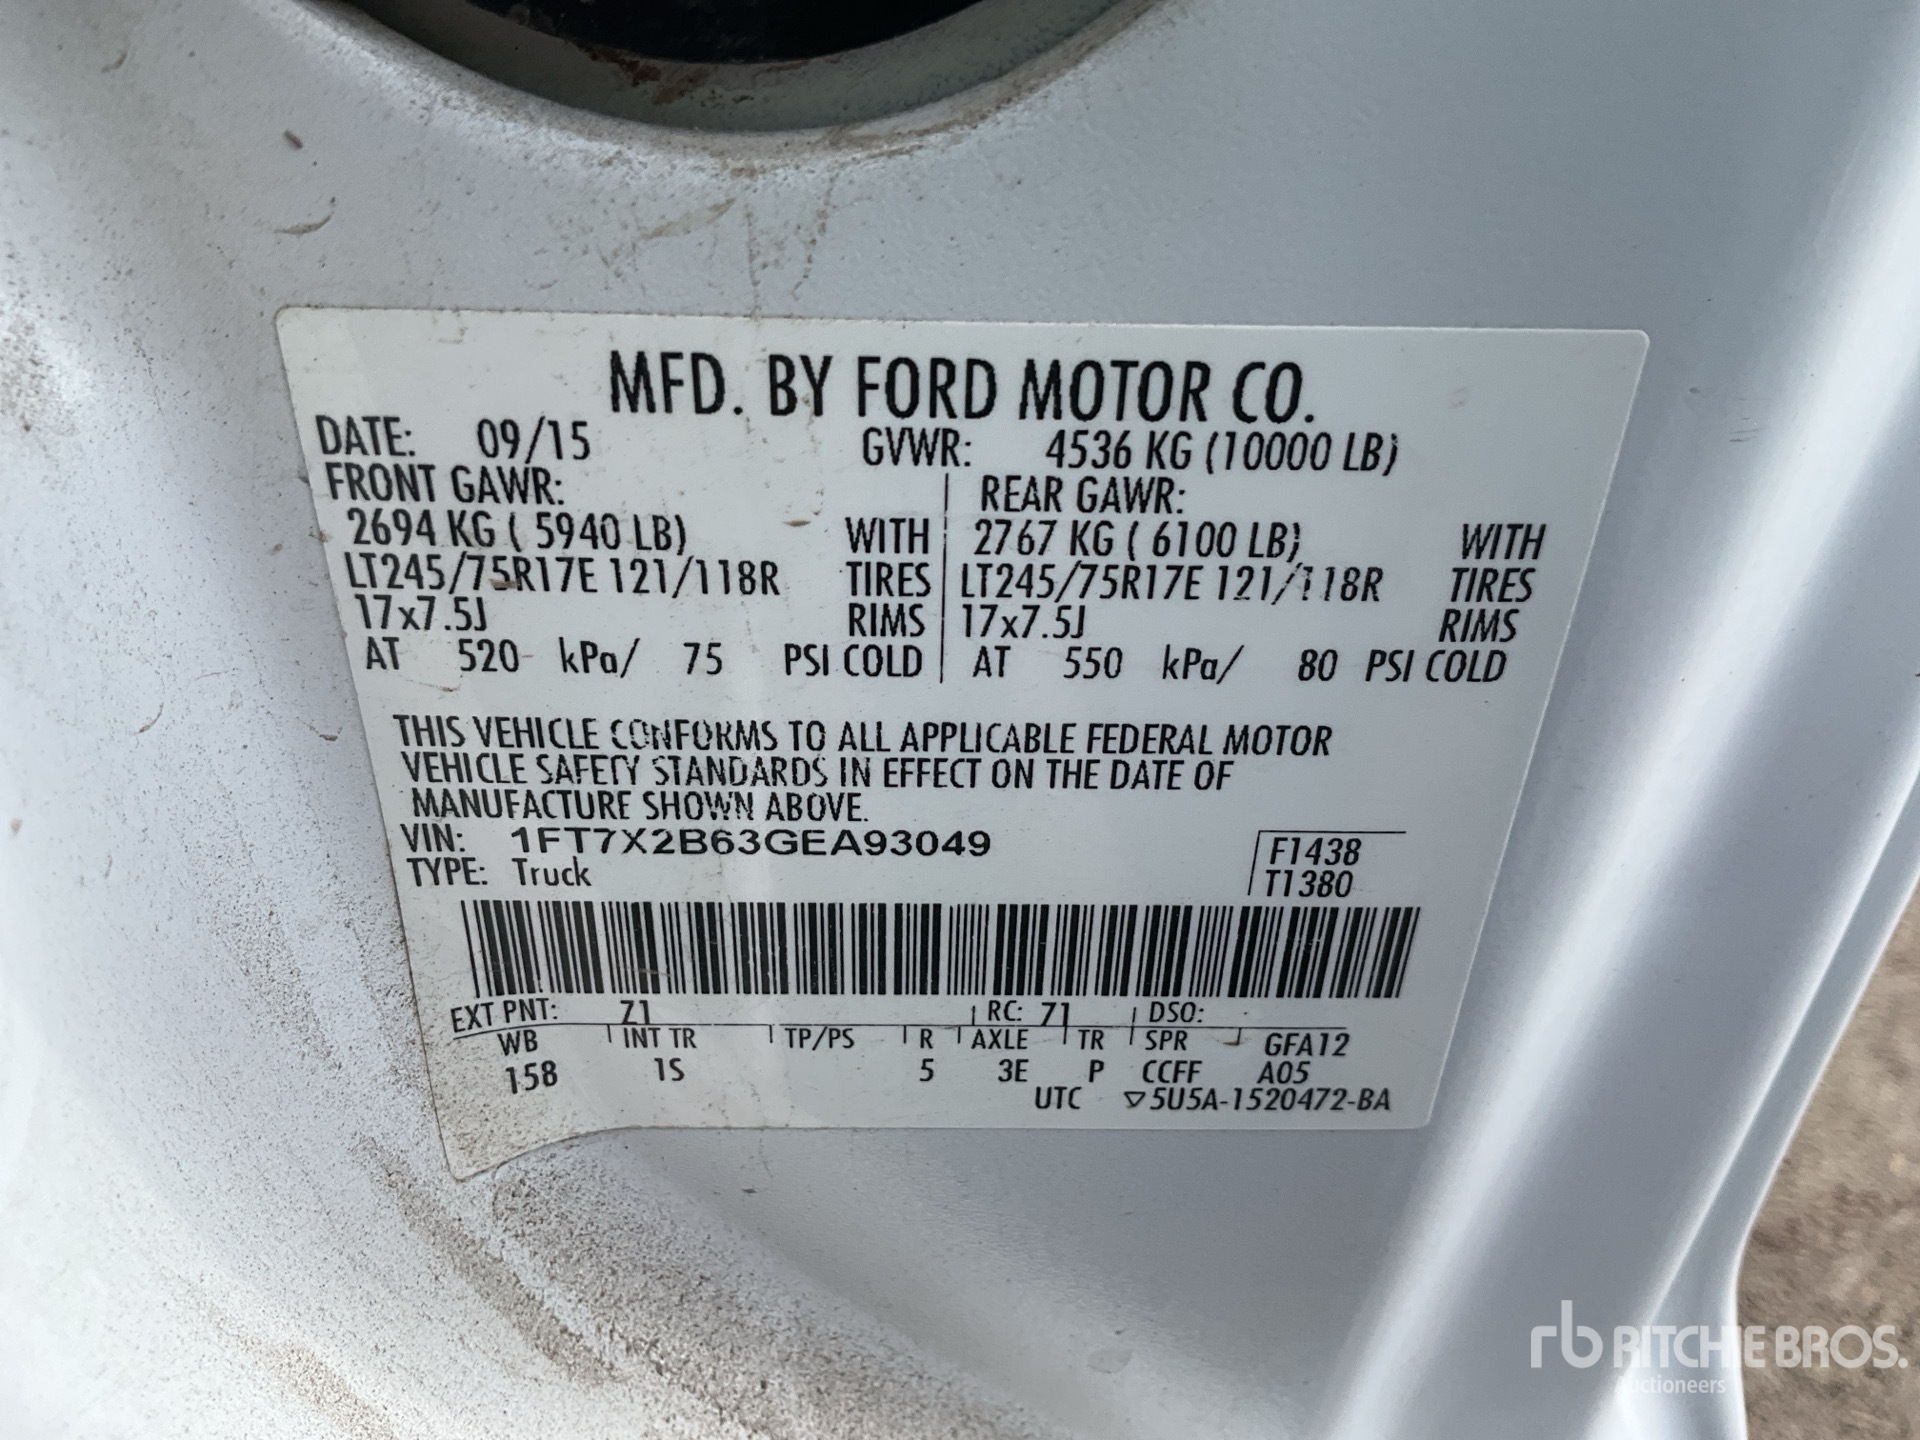 MFD. BY FORD MOTOR CO.
DATE: 09/15 GVWR: 4536 KG (10000 LB)
FRONT GAWR: REAR GAWR:
2694 KG ( 5940 LB) WITH 2767 KG ( 6100 LB) WITH
LT245/75R17E 121/118R TIRES LT245/75R17E 121/118R TIRES
17x7.5J RIMS 17x7.5J RIMS
AT 520 kPa/ 75 PSI COLD AT 550 kPa/ 80 PSI COLD
THIS VEHICLE CONFORMS TO ALL APPLICABLE FEDERAL MOTOR
VEHICLE SAFETY STANDARDS IN EFFECT ON THE DATE OF
MANUFACTURE SHOWN ABOVE.
VIN: 1FT7X2B63GEA93049 F1438
TYPE: Truck T1380
EXT PNT: Z1 RC: 71 DSO:
WB INT TR TP/PS R AXLE TR SPR GFA12
158 1S 5 3E P CCFF A05
UTC ▽5U5A-1520472-BA
rb RITCHIE BROS.
Auctioneers